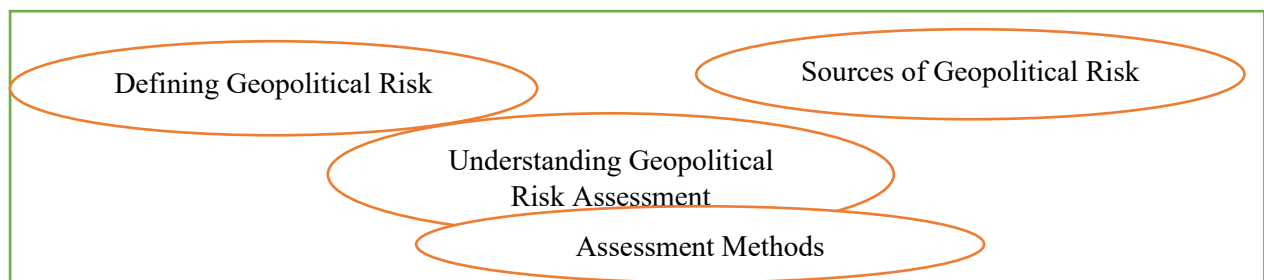 Defining Geopolitical Risk
Sources of Geopolitical Risk
Understanding Geopolitical
Risk Assessment
Assessment Methods